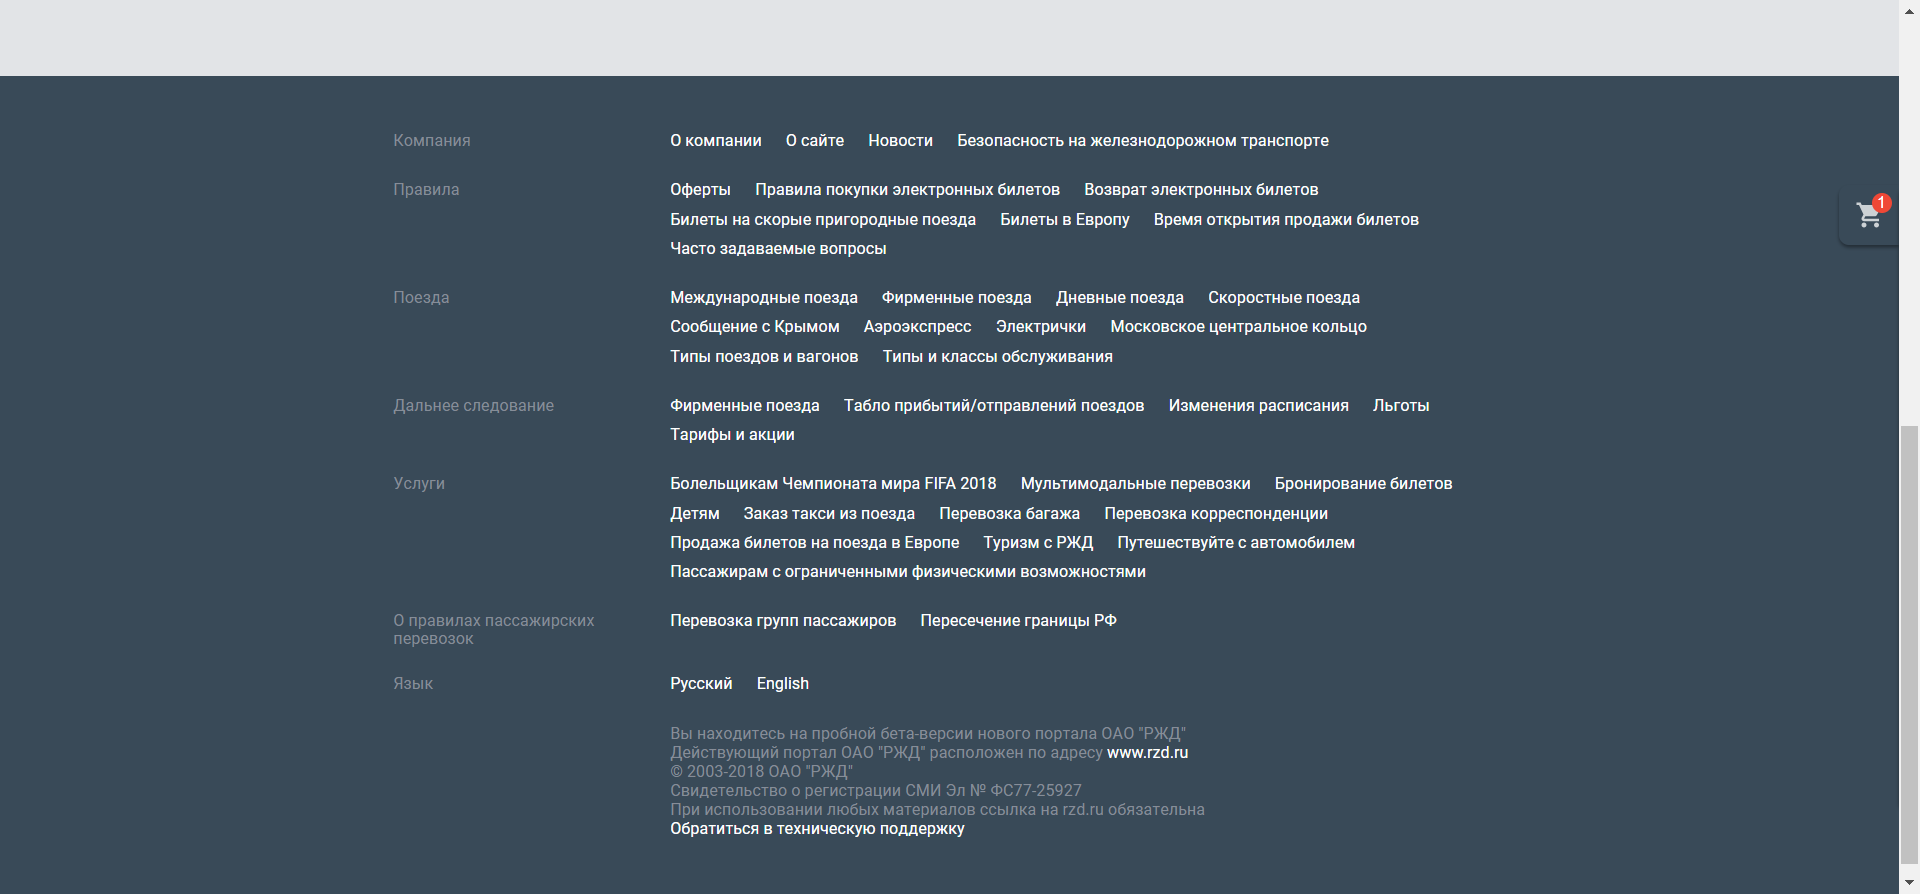 Компания
О компании О сайте Новости Безопасность на железнодорожном транспорте
1
Правила
Оферты Правила покупки электронных билетов Возврат электронных билетов
Билеты на скорые пригородные поезда Билеты в Европу Время открытия продажи билетов
Часто задаваемые вопросы
Поезда
Международные поезда Фирменные поезда Дневные поезда Скоростные поезда
Сообщение с Крымом Аэроэкспресс Электрички Московское центральное кольцо
Типы поездов и вагонов Типы и классы обслуживания
Дальнее следование
Фирменные поезда Табло прибытий/отправлений поездов Изменения расписания Льготы
Тарифы и акции
Услуги
Болельщикам Чемпионата мира FIFA 2018 Мультимодальные перевозки Бронирование билетов
Детям Заказ такси из поезда Перевозка багажа Перевозка корреспонденции
Продажа билетов на поезда в Европе Туризм с РЖД Путешествуйте с автомобилем
Пассажирам с ограниченными физическими возможностями
О правилах пассажирских
перевозок
Перевозка групп пассажиров Пересечение границы РФ
Язык
Русский English
Вы находитесь на пробной бета-версии нового портала ОАО "РЖД"
Действующий портал ОАО "РЖД" расположен по адресу www.rzd.ru
© 2003-2018 ОАО "РЖД"
Свидетельство о регистрации СМИ Эл № ФС77-25927
При использовании любых материалов ссылка на rzd.ru обязательна
Обратиться в техническую поддержку